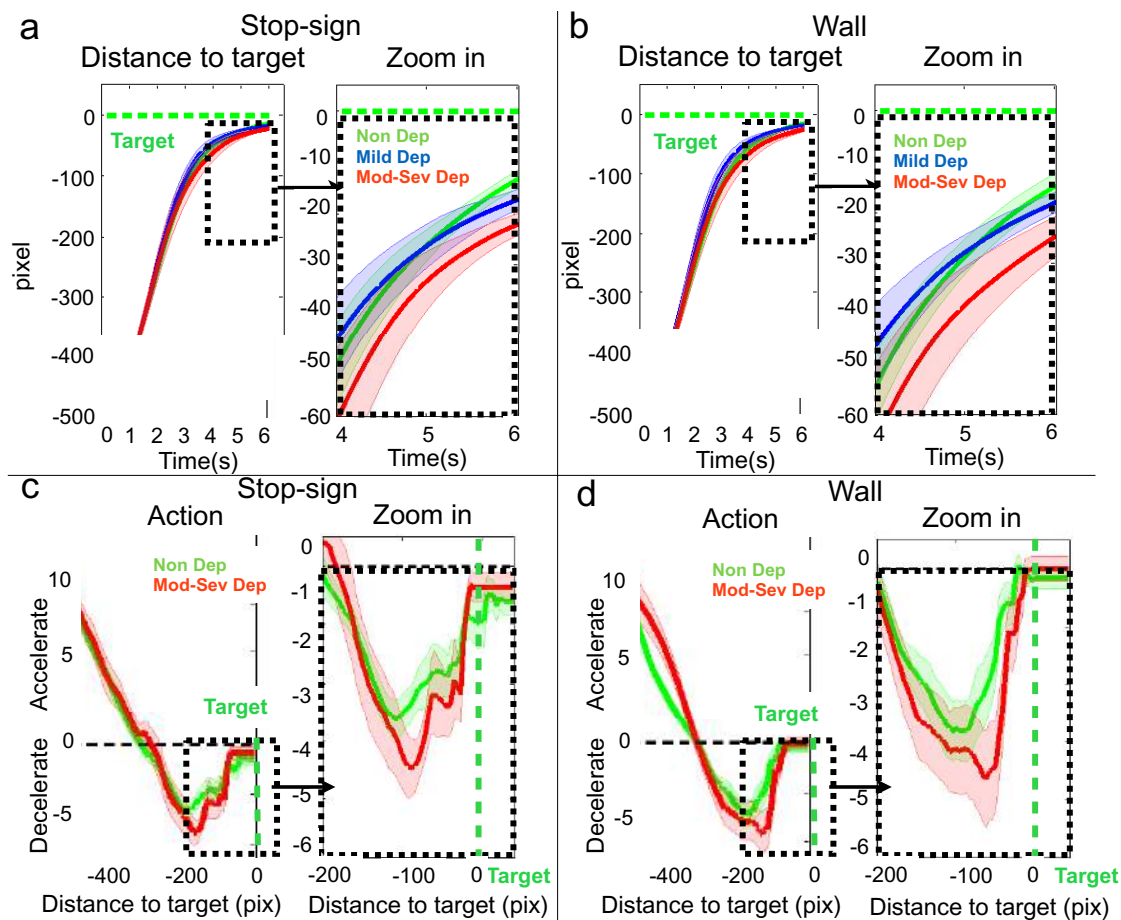 a
Stop-sign
Distance to target
Zoom in
0
-100
-200
-300
-400
-500
pixel
Target
0 1 2 3 4 5 6
Time(s)
0
-10
-20
-30
-40
-50
-60
Non Dep
Mild Dep
Mod-Sev Dep
4 5 6
Time(s)
b
Wall
Distance to target
Zoom in
0
-100
-200
-300
-400
-500
Target
0 1 2 3 4 5 6
Time(s)
0
-10
-20
-30
-40
-50
-60
Non Dep
Mild Dep
Mod-Sev Dep
4 5 6
Time(s)
c
Stop-sign
Action
Zoom in
Non Dep
Mod-Sev Dep
10
5
0
-5
Accelerate
Decelerate
Target
-400 -200 0
Distance to target (pix)
0
-1
-2
-3
-4
-5
-6
-200 -100 0 Target
Distance to target (pix)
d
Wall
Action
Zoom in
Non Dep
Mod-Sev Dep
10
5
0
-5
Accelerate
Decelerate
Target
-400 -200 0
Distance to target (pix)
0
-1
-2
-3
-4
-5
-6
-200 -100 0 Target
Distance to target (pix)